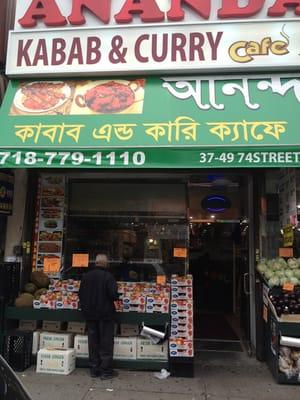 ANANDA
KABAB & CURRY Cafe
আনন্দ
কাবাব এন্ড কারি ক্যাফে
718-779-1110 37-49 74STREET